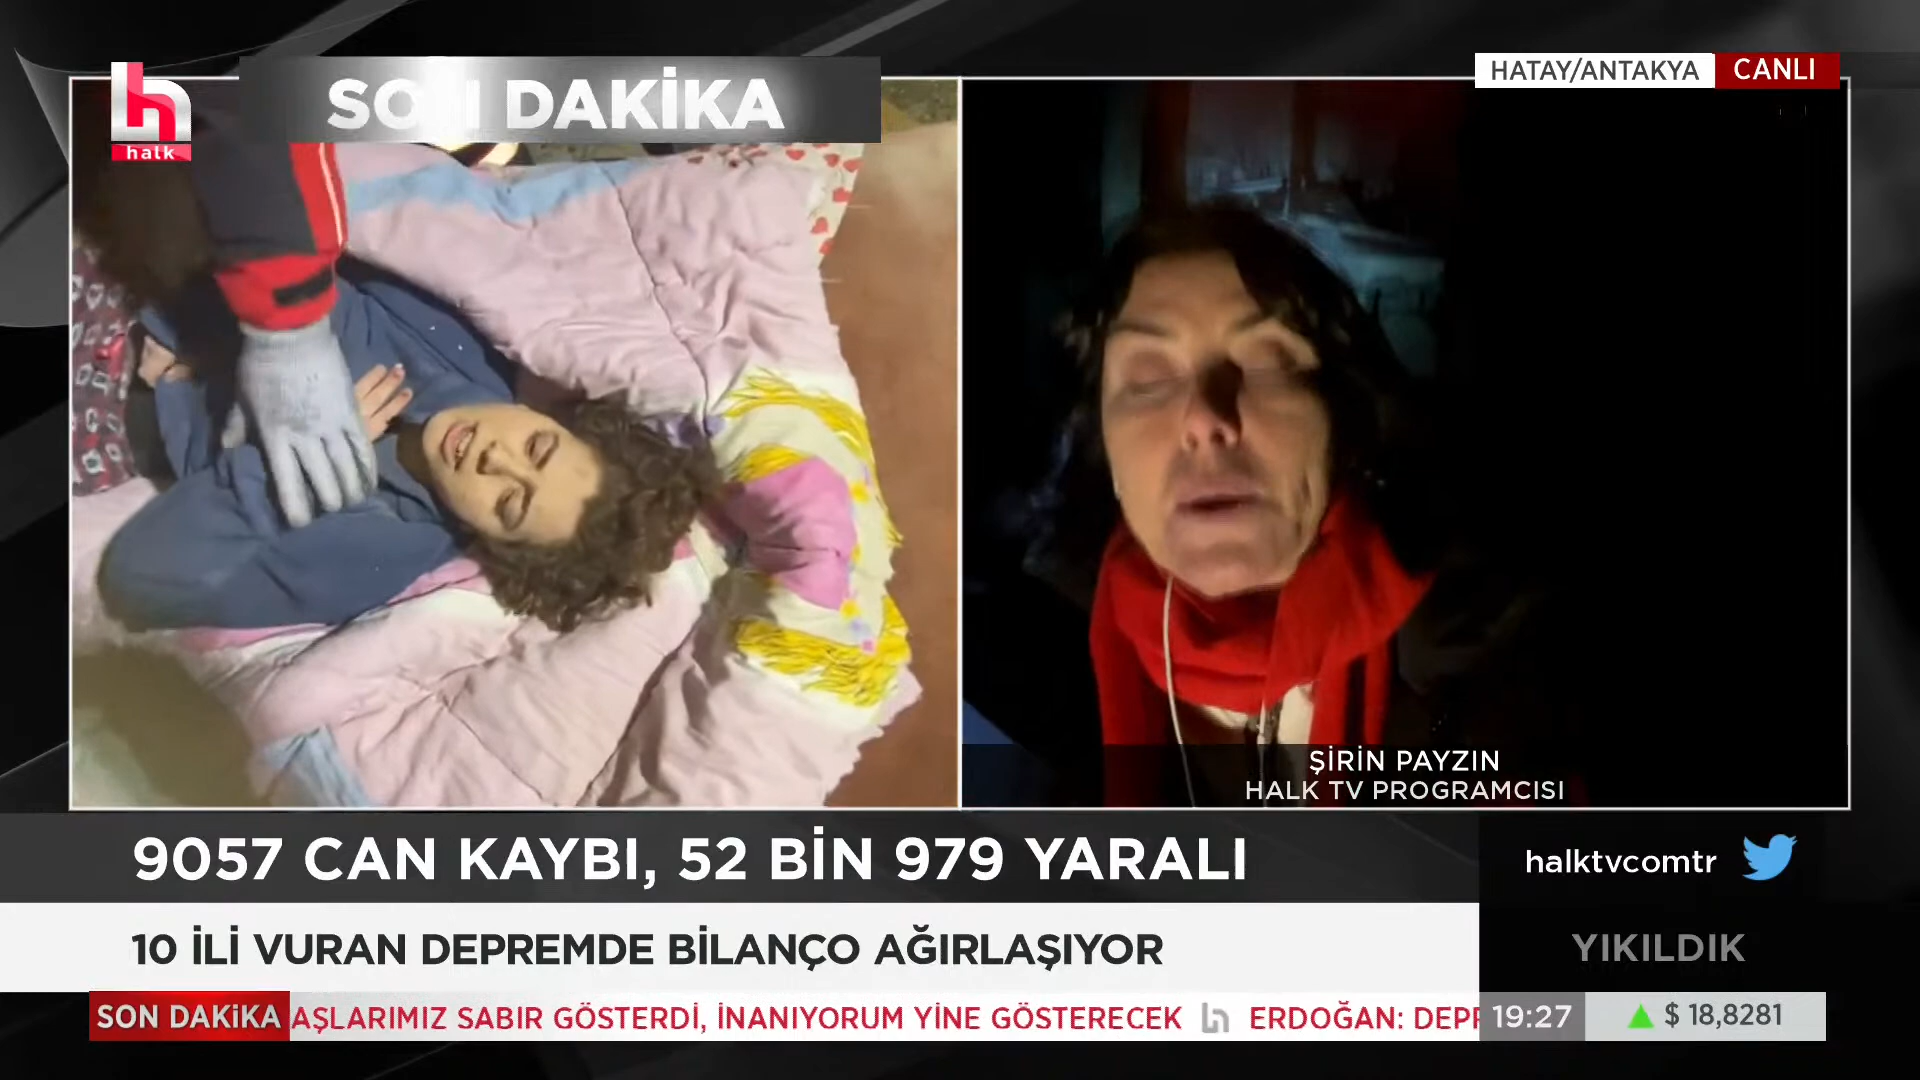 halk
SON DAKİKA
HATAY/ANTAKYA
CANLI
ŞİRİN PAYZIN
HALK TV PROGRAMCISI
9057 CAN KAYBI, 52 BİN 979 YARALI
halktvcomtr
10 İLİ VURAN DEPREMDE BİLANÇO AĞIRLAŞIYOR
YIKILDIK
SON DAKİKA
AŞLARIMIZ SABIR GÖSTERDİ, İNANIYORUM YİNE GÖSTERECEK
ERDOĞAN: DEPR
19:27
$ 18,8281